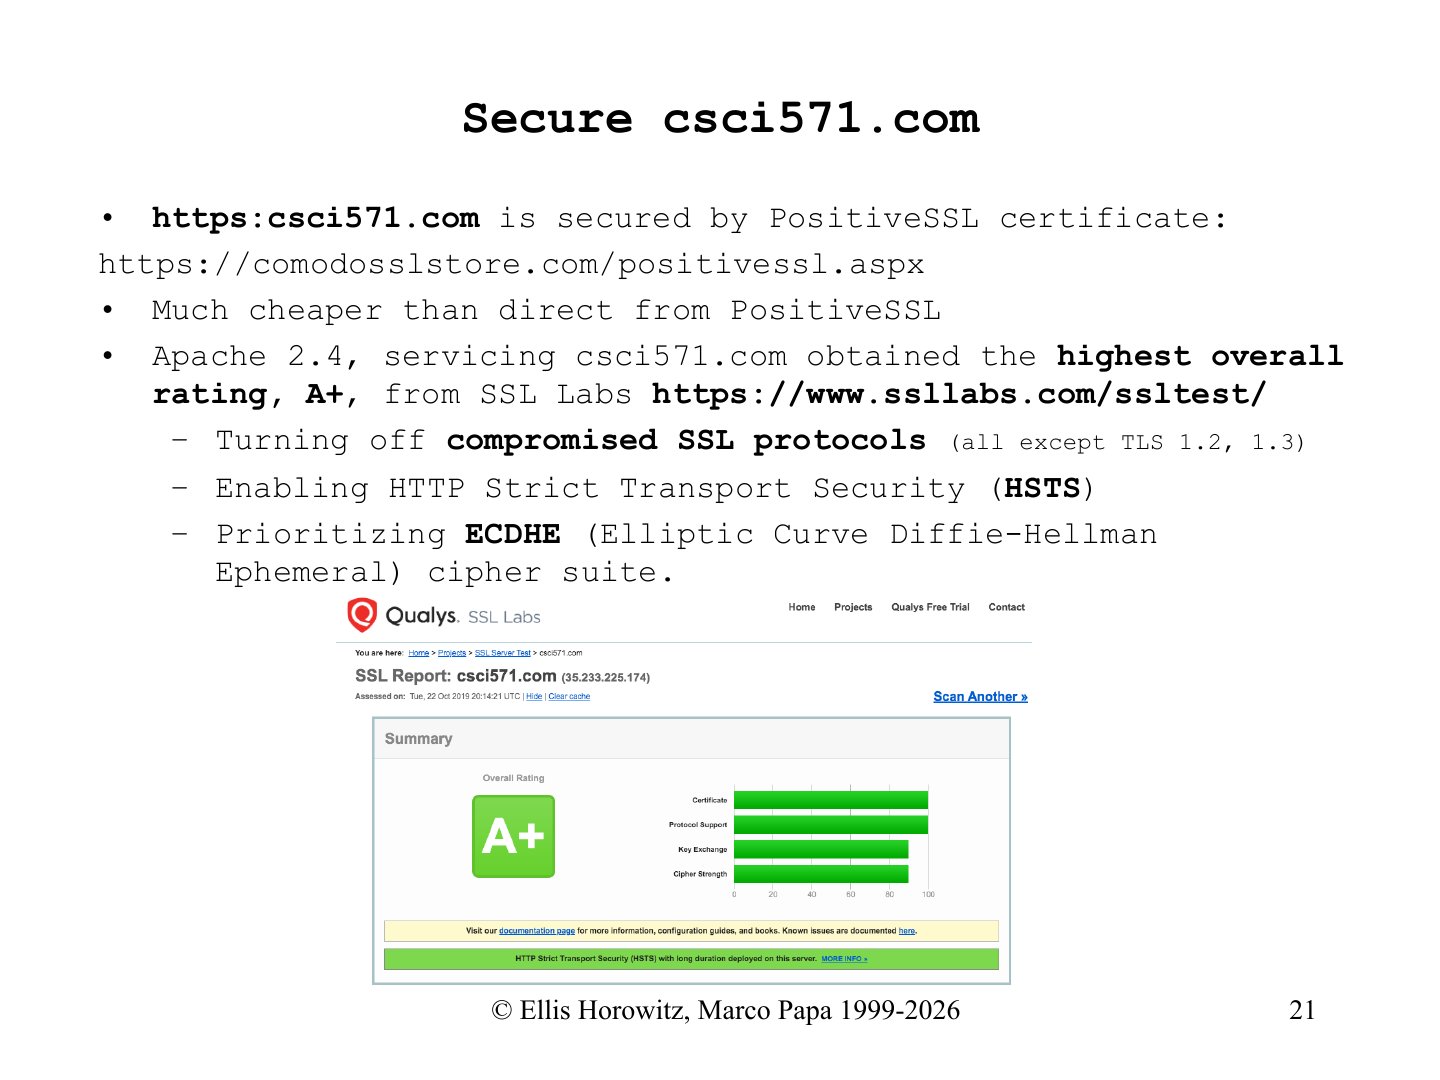 Secure csci571.com
• https:csci571.com is secured by PositiveSSL certificate:
https://comodosslstore.com/positivessl.aspx
• Much cheaper than direct from PositiveSSL
• Apache 2.4, servicing csci571.com obtained the highest overall
rating, A+, from SSL Labs https://www.ssllabs.com/ssltest/
– Turning off compromised SSL protocols (all except TLS 1.2, 1.3)
– Enabling HTTP Strict Transport Security (HSTS)
– Prioritizing ECDHE (Elliptic Curve Diffie-Hellman
Ephemeral) cipher suite.
Qualys. SSL Labs
Home Projects Qualys Free Trial Contact
You are here: Home > Projects > SSL Server Test > csci571.com
SSL Report: csci571.com (35.233.225.174)
Assessed on: Tue, 22 Oct 2019 20:14:21 UTC | Hide | Clear cache
Scan Another »
Summary
Overall Rating
A+
Certificate
Protocol Support
Key Exchange
Cipher Strength
0 20 40 60 80 100
Visit our documentation page for more information, configuration guides, and books. Known issues are documented here.
HTTP Strict Transport Security (HSTS) with long duration deployed on this server. MORE INFO »
© Ellis Horowitz, Marco Papa 1999-2026
21